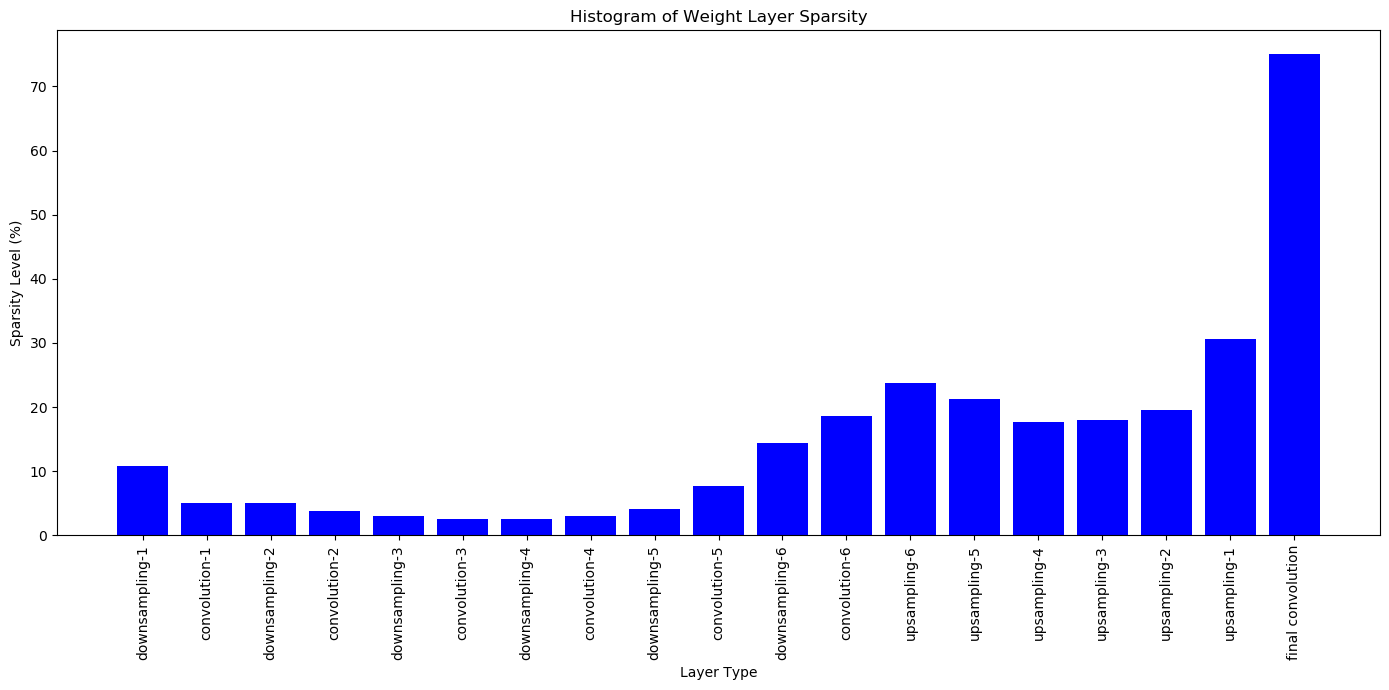 Histogram of Weight Layer Sparsity
Sparsity Level (%)
70
60
50
40
30
20
10
0
downsampling-1
convolution-1
downsampling-2
convolution-2
downsampling-3
convolution-3
downsampling-4
convolution-4
downsampling-5
convolution-5
downsampling-6
convolution-6
upsampling-6
upsampling-5
upsampling-4
upsampling-3
upsampling-2
upsampling-1
final convolution
Layer Type